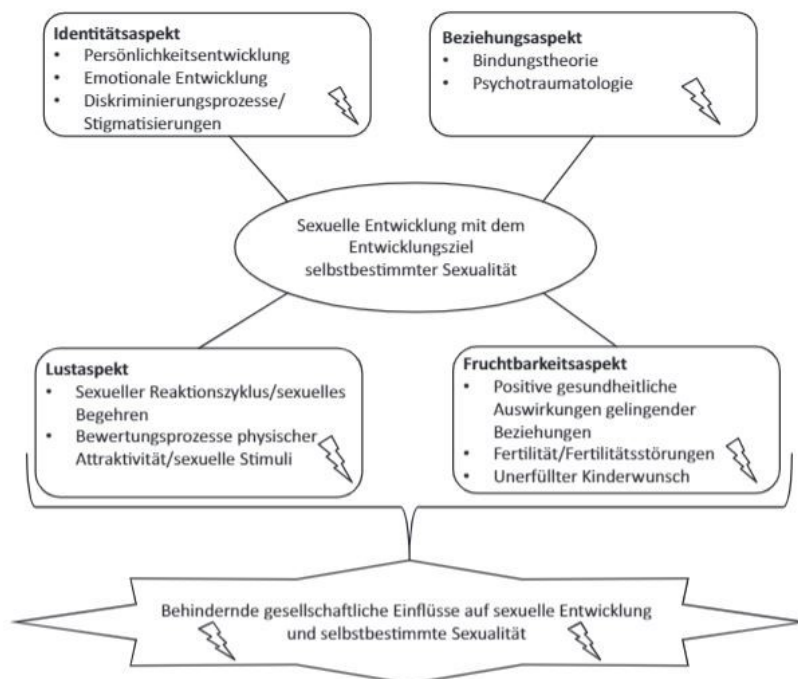 Identitätsaspekt
• Persönlichkeitsentwicklung
• Emotionale Entwicklung
• Diskriminierungsprozesse/
Stigmatisierungen
Beziehungsaspekt
• Bindungstheorie
• Psychotraumatologie
Sexuelle Entwicklung mit dem
Entwicklungsziel
selbstbestimmter Sexualität
Lustaspekt
• Sexueller Reaktionszyklus/sexuelles
Begehren
• Bewertungsprozesse physischer
Attraktivität/sexuelle Stimuli
Fruchtbarkeitsaspekt
• Positive gesundheitliche
Auswirkungen gelingender
Beziehungen
• Fertilität/Fertilitätsstörungen
• Unerfüllter Kinderwunsch
Behindernde gesellschaftliche Einflüsse auf sexuelle Entwicklung
und selbstbestimmte Sexualität